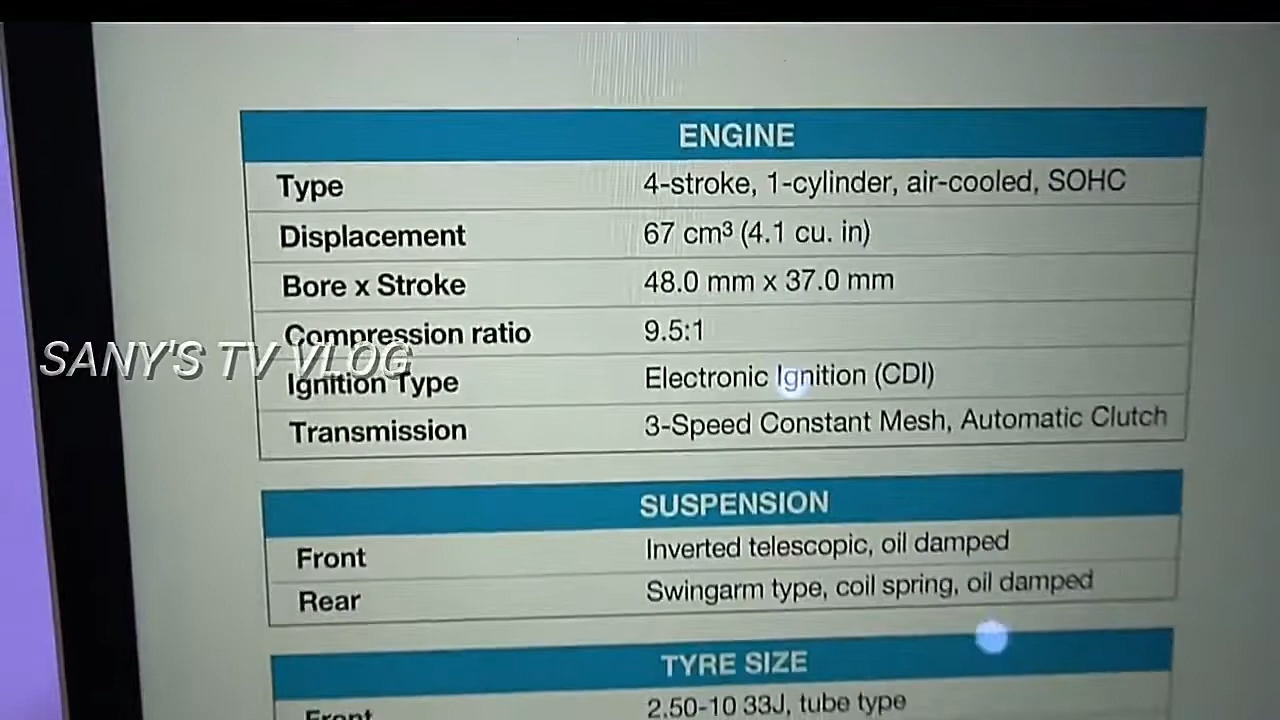 ENGINE
Type 4-stroke, 1-cylinder, air-cooled, SOHC
Displacement 67 cm³ (4.1 cu. in)
Bore x Stroke 48.0 mm x 37.0 mm
Compression ratio 9.5:1
SANY'S TV VLOG
Ignition Type Electronic Ignition (CDI)
Transmission 3-Speed Constant Mesh, Automatic Clutch
SUSPENSION
Front Inverted telescopic, oil damped
Rear Swingarm type, coil spring, oil damped
TYRE SIZE
Front 2.50-10 33J, tube type